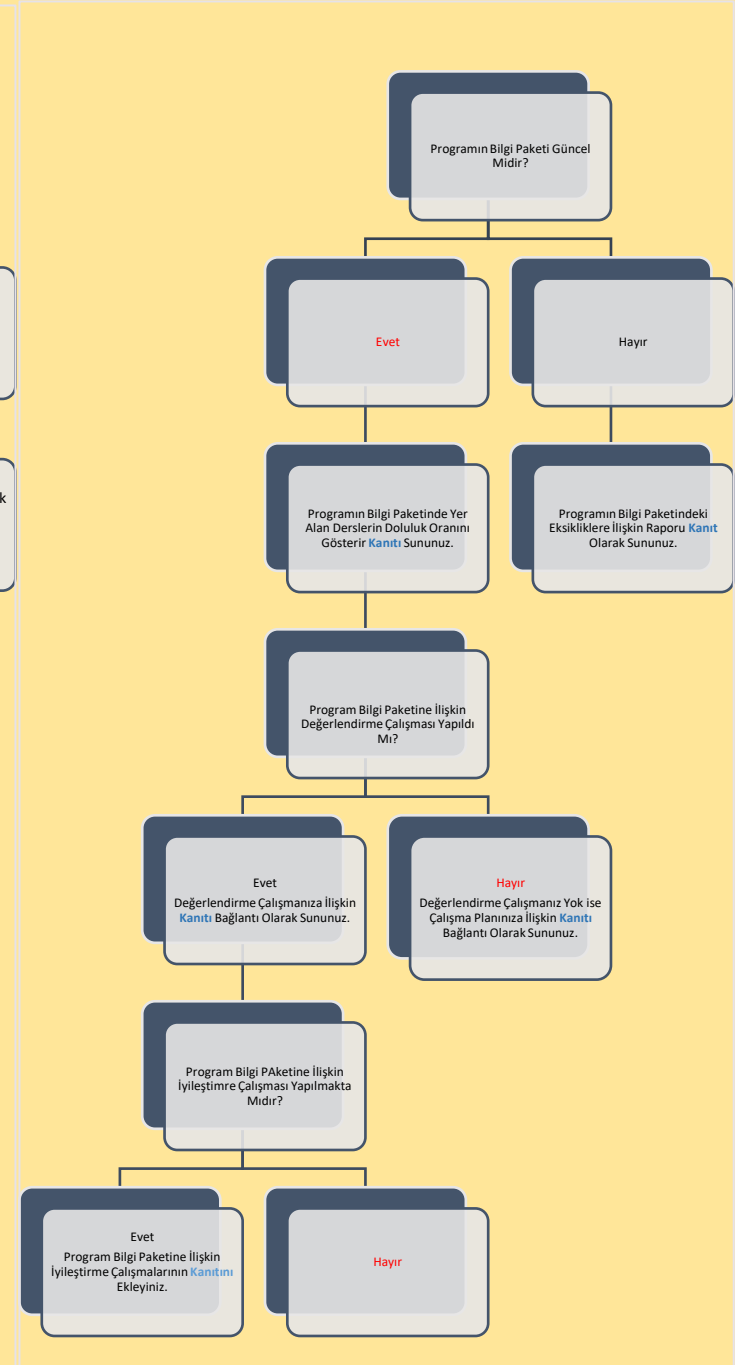 Programın Bilgi Paketi Güncel
Midir?
Evet
Hayır
k
Programın Bilgi Paketinde Yer
Alan Derslerin Doluluk Oranını
Gösterir Kanıtı Sununuz.
Programın Bilgi Paketindeki
Eksikliklere İlişkin Raporu Kanıt
Olarak Sununuz.
Program Bilgi Paketine İlişkin
Değerlendirme Çalışması Yapıldı
Mı?
Evet
Değerlendirme Çalışmanıza İlişkin
Kanıtı Bağlantı Olarak Sununuz.
Hayır
Değerlendirme Çalışmanız Yok ise
Çalışma Planınıza İlişkin Kanıtı
Bağlantı Olarak Sununuz.
Program Bilgi PAketine İlişkin
İyileştimre Çalışması Yapılmakta
Mıdır?
Evet
Program Bilgi Paketine İlişkin
İyileştirme Çalışmalarının Kanıtını
Ekleyiniz.
Hayır